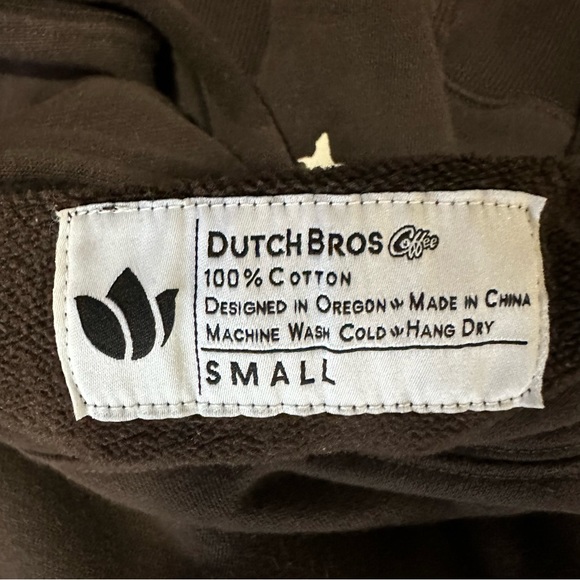 DUTCH BROS Coffee
100% COTTON
DESIGNED IN OREGON MADE IN CHINA
MACHINE WASH COLD HANG DRY
SMALL